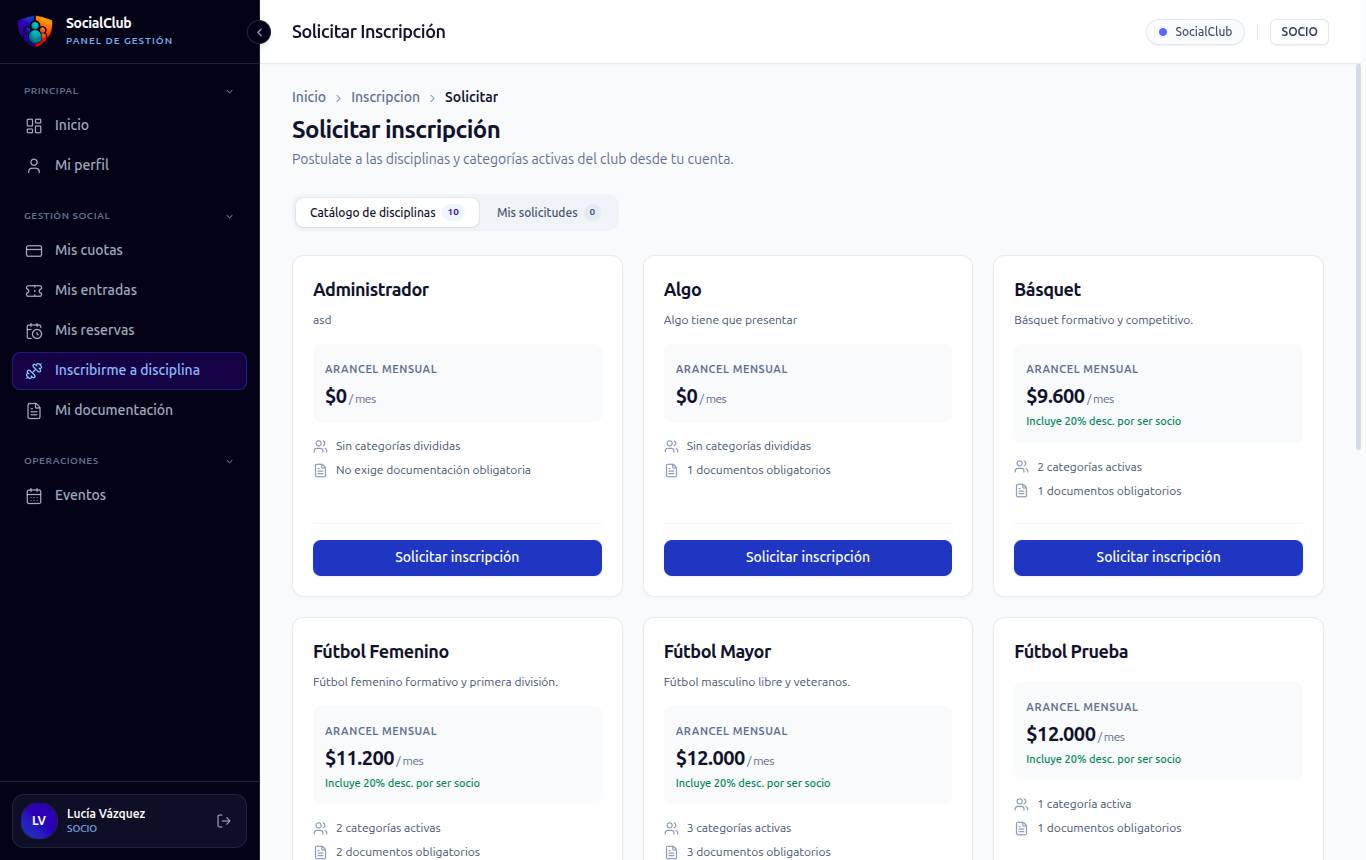 SocialClub
PANEL DE GESTIÓN
PRINCIPAL
Inicio
Mi perfil
GESTIÓN SOCIAL
Mis cuotas
Mis entradas
Mis reservas
Inscribirme a disciplina
Mi documentación
OPERACIONES
Eventos
LV
Lucía Vázquez
SOCIO
Solicitar Inscripción
SocialClub
SOCIO
Inicio › Inscripcion › Solicitar
Solicitar inscripción
Postulate a las disciplinas y categorías activas del club desde tu cuenta.
Catálogo de disciplinas 10
Mis solicitudes 0
Administrador
asd
ARANCEL MENSUAL
$0 / mes
Sin categorías divididas
No exige documentación obligatoria
Solicitar inscripción
Algo
Algo tiene que presentar
ARANCEL MENSUAL
$0 / mes
Sin categorías divididas
1 documentos obligatorios
Solicitar inscripción
Básquet
Básquet formativo y competitivo.
ARANCEL MENSUAL
$9.600 / mes
Incluye 20% desc. por ser socio
2 categorías activas
1 documentos obligatorios
Solicitar inscripción
Fútbol Femenino
Fútbol femenino formativo y primera división.
ARANCEL MENSUAL
$11.200 / mes
Incluye 20% desc. por ser socio
2 categorías activas
2 documentos obligatorios
Fútbol Mayor
Fútbol masculino libre y veteranos.
ARANCEL MENSUAL
$12.000 / mes
Incluye 20% desc. por ser socio
3 categorías activas
3 documentos obligatorios
Fútbol Prueba
ARANCEL MENSUAL
$12.000 / mes
Incluye 20% desc. por ser socio
1 categoría activa
1 documentos obligatorios